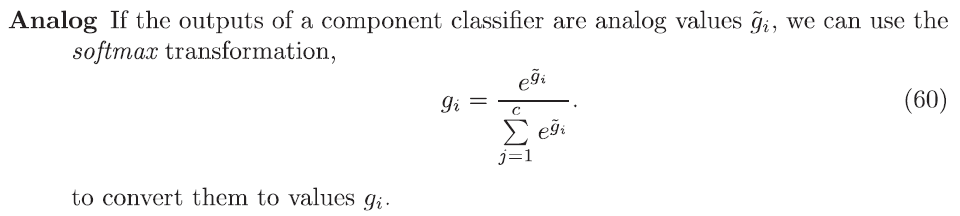 Analog If the outputs of a component classifier are analog values g̃ᵢ, we can use the
softmax transformation,
gᵢ = e^{g̃ᵢ} / ∑_{j=1}^{c} e^{g̃ᵢ}. (60)
to convert them to values gᵢ.